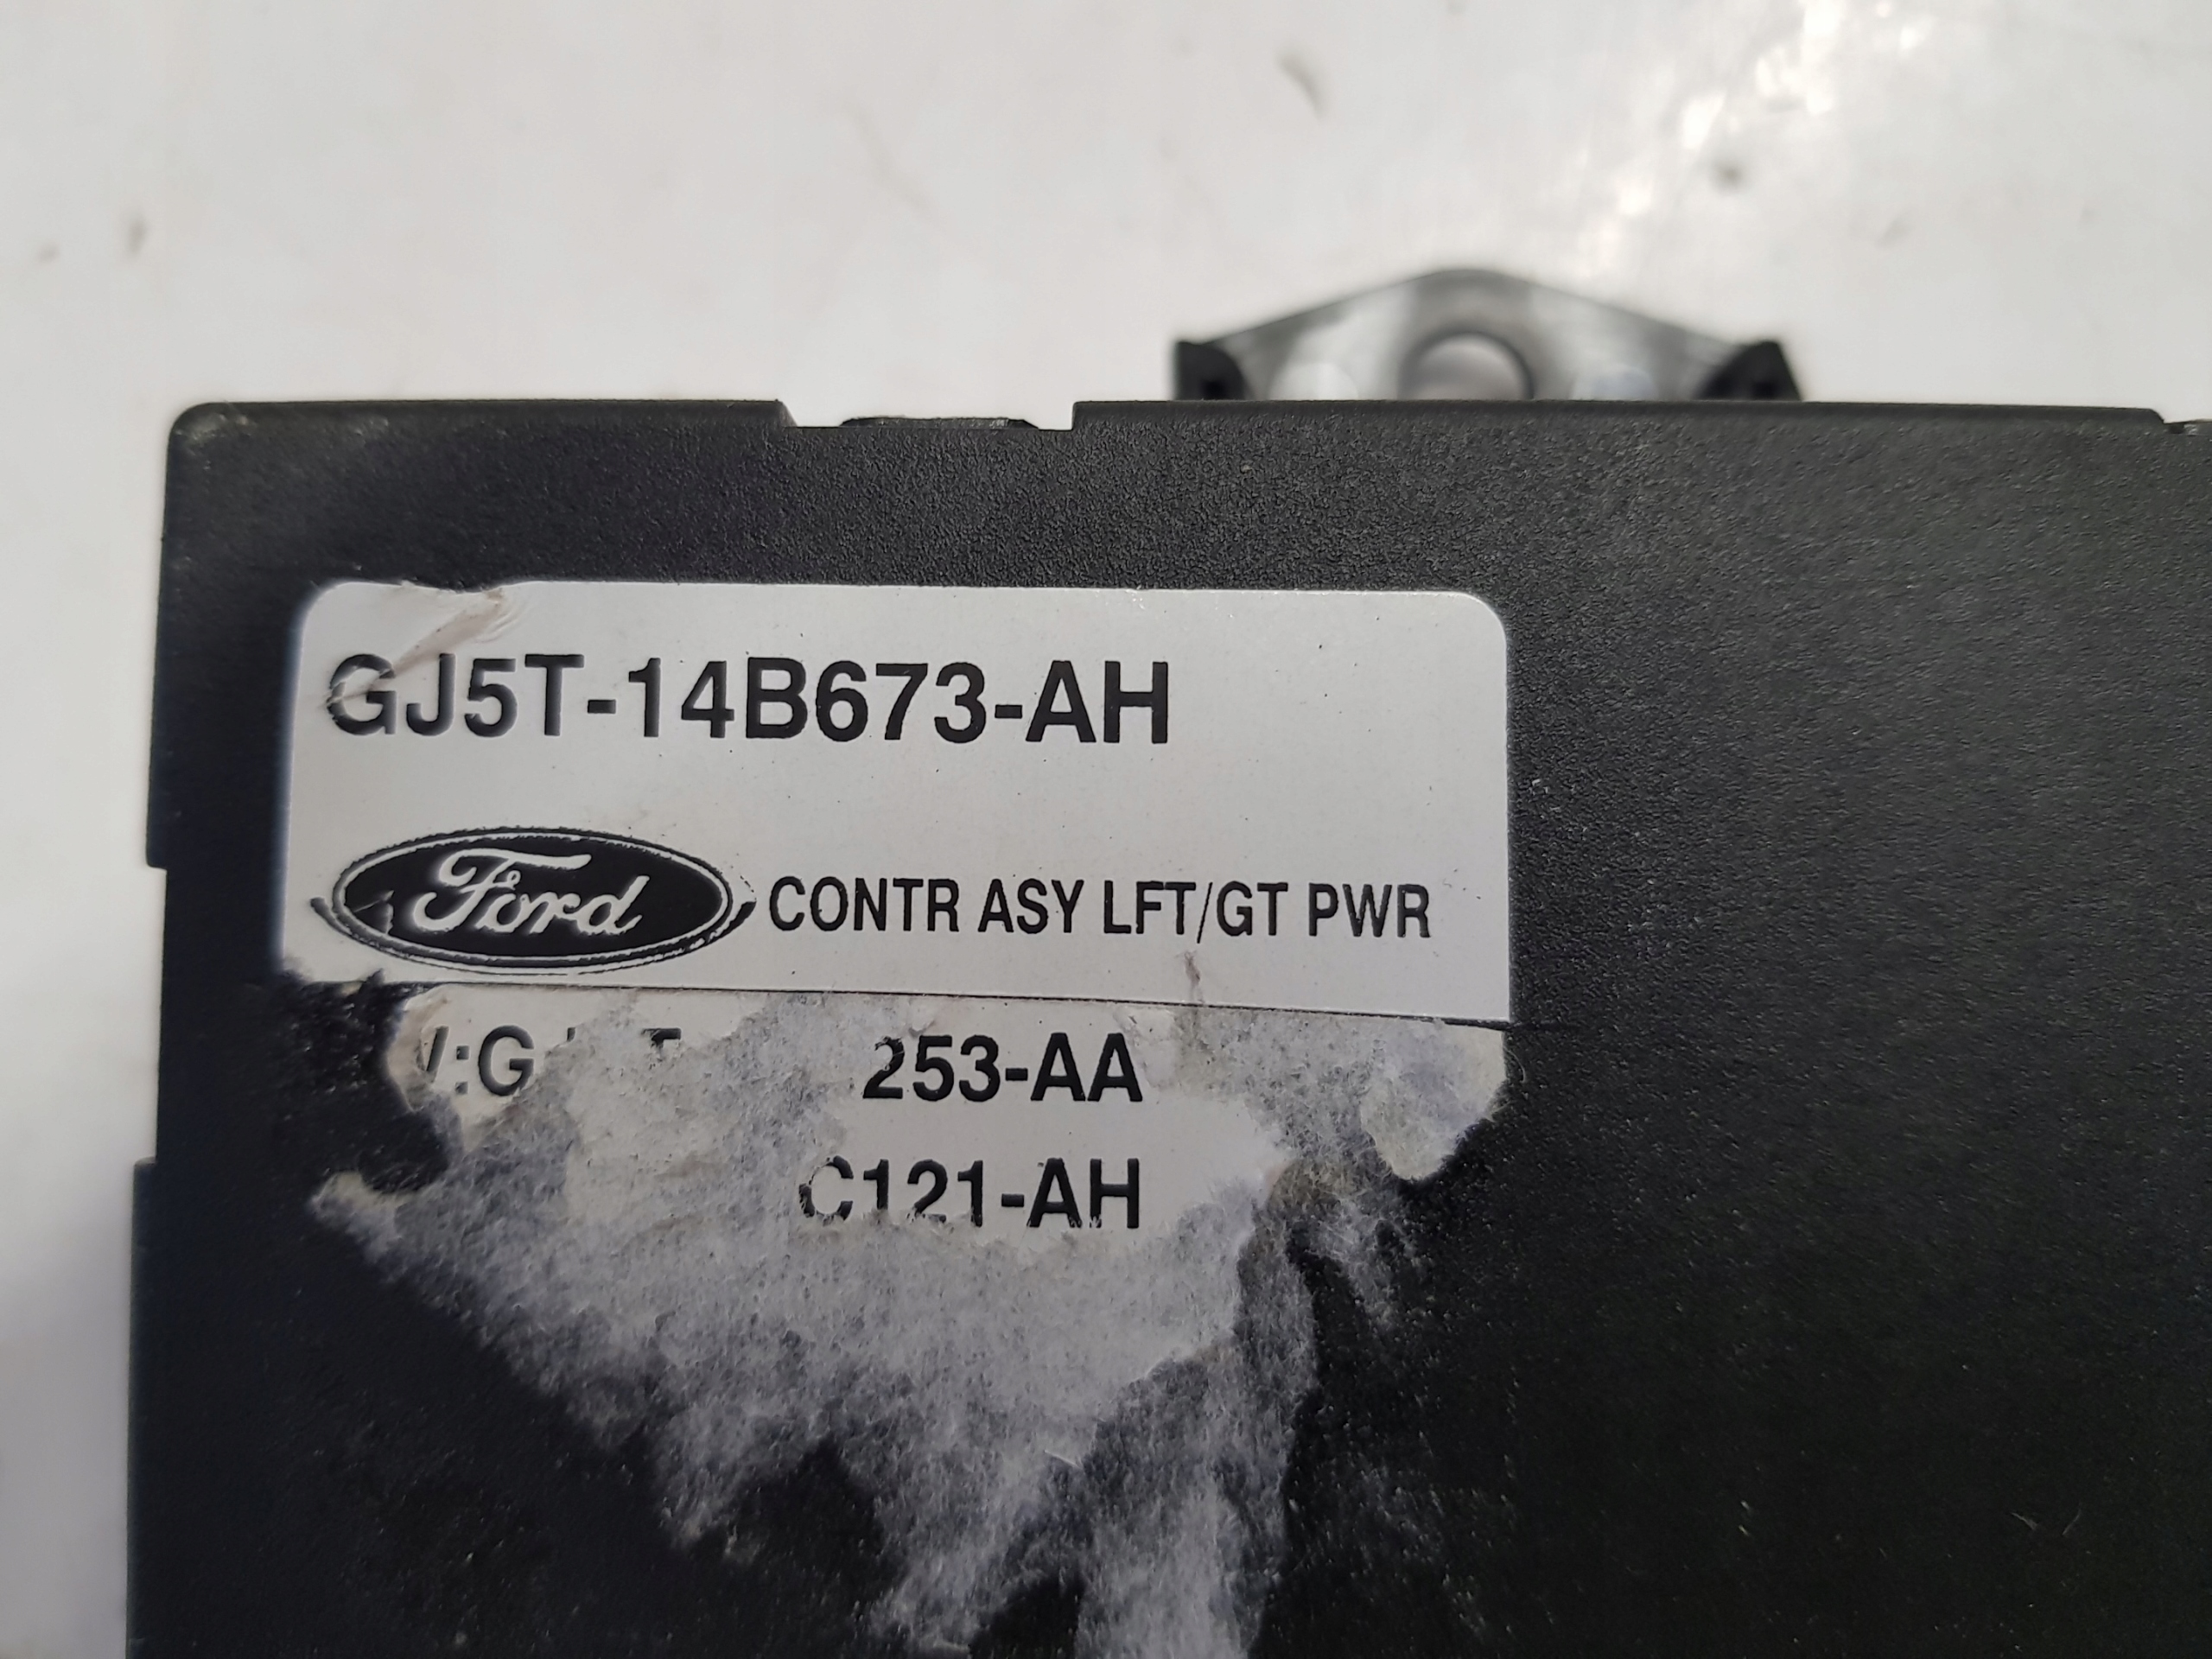 GJ5T-14B673-AH
Ford CONTR ASY LFT/GT PWR
253-AA
C121-AH